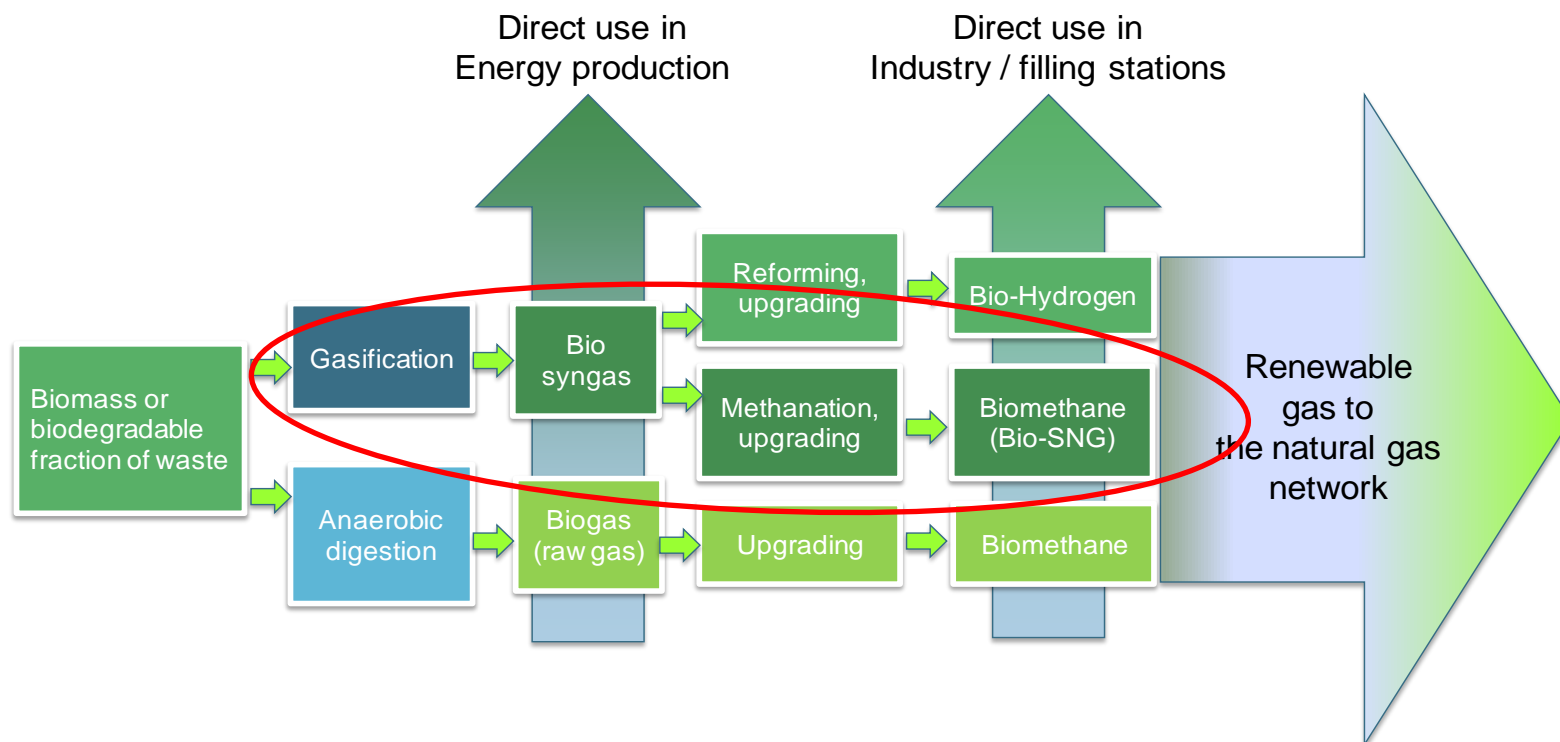 Direct use in
Energy production
Direct use in
Industry / filling stations
Reforming,
upgrading
Bio-Hydrogen
Gasification
Bio
syngas
Biomass or
biodegradable
fraction of waste
Methanation,
upgrading
Biomethane
(Bio-SNG)
Renewable
gas to
the natural gas
network
Anaerobic
digestion
Biogas
(raw gas)
Upgrading
Biomethane